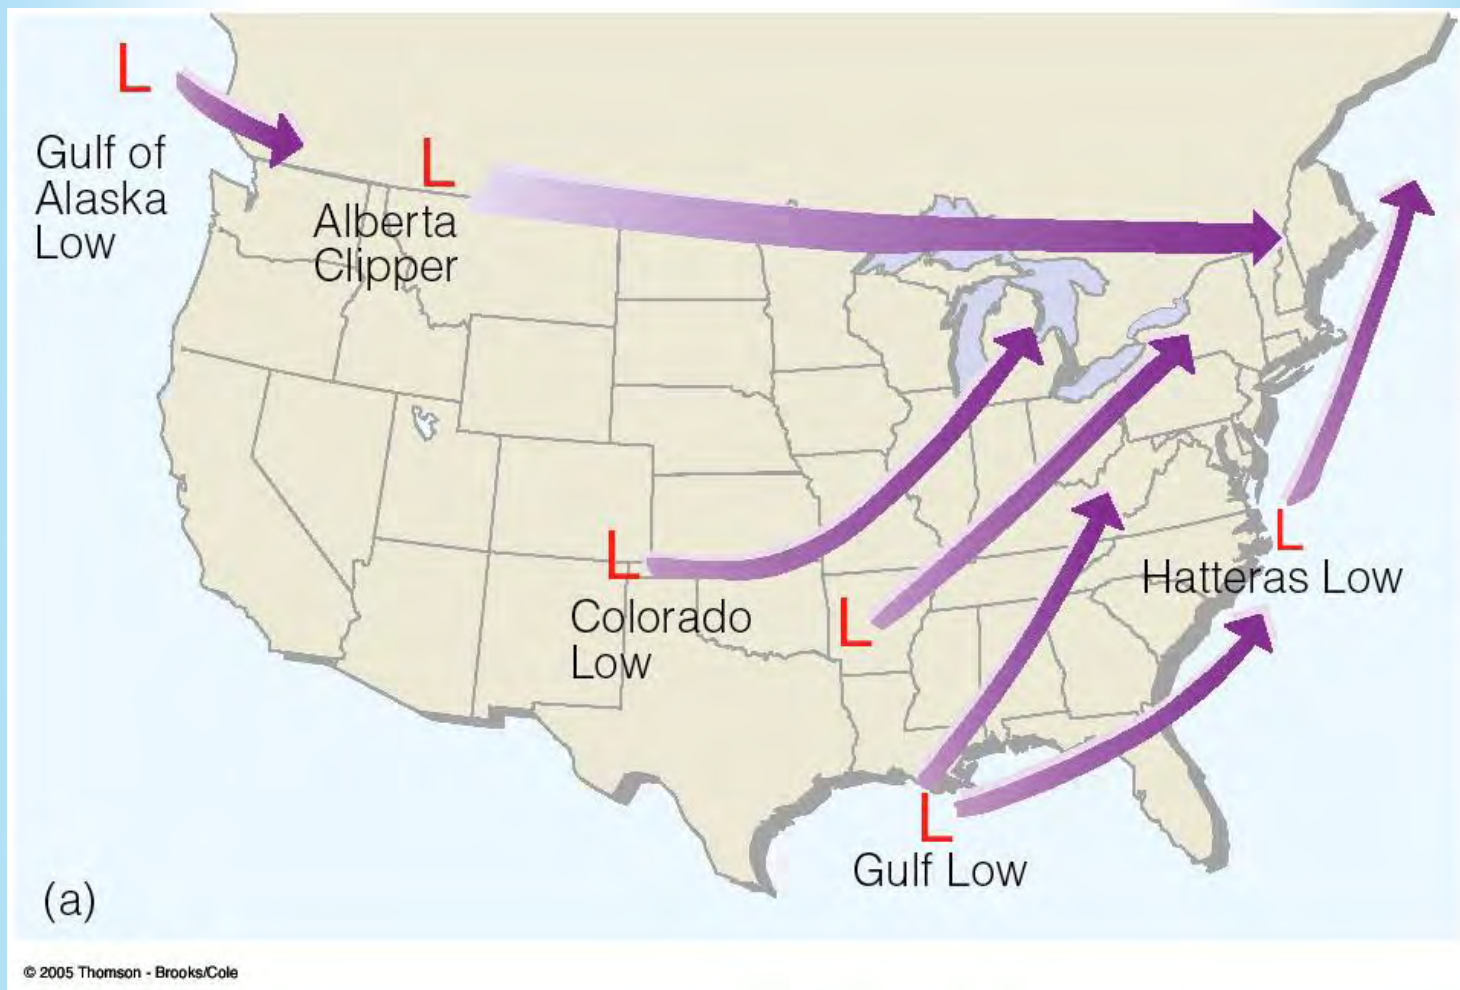 L
Gulf of
Alaska
Low
L
Alberta
Clipper
L
Colorado
Low
L
L
Hatteras Low
L
Gulf Low
(a)
© 2005 Thomson - Brooks/Cole